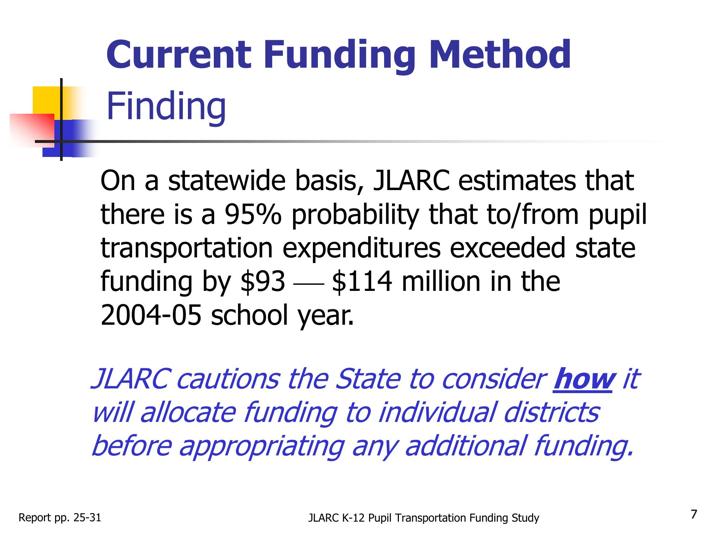 Current Funding Method
Finding
On a statewide basis, JLARC estimates that
there is a 95% probability that to/from pupil
transportation expenditures exceeded state
funding by $93 — $114 million in the
2004-05 school year.
JLARC cautions the State to consider how it
will allocate funding to individual districts
before appropriating any additional funding.
Report pp. 25-31
JLARC K-12 Pupil Transportation Funding Study
7